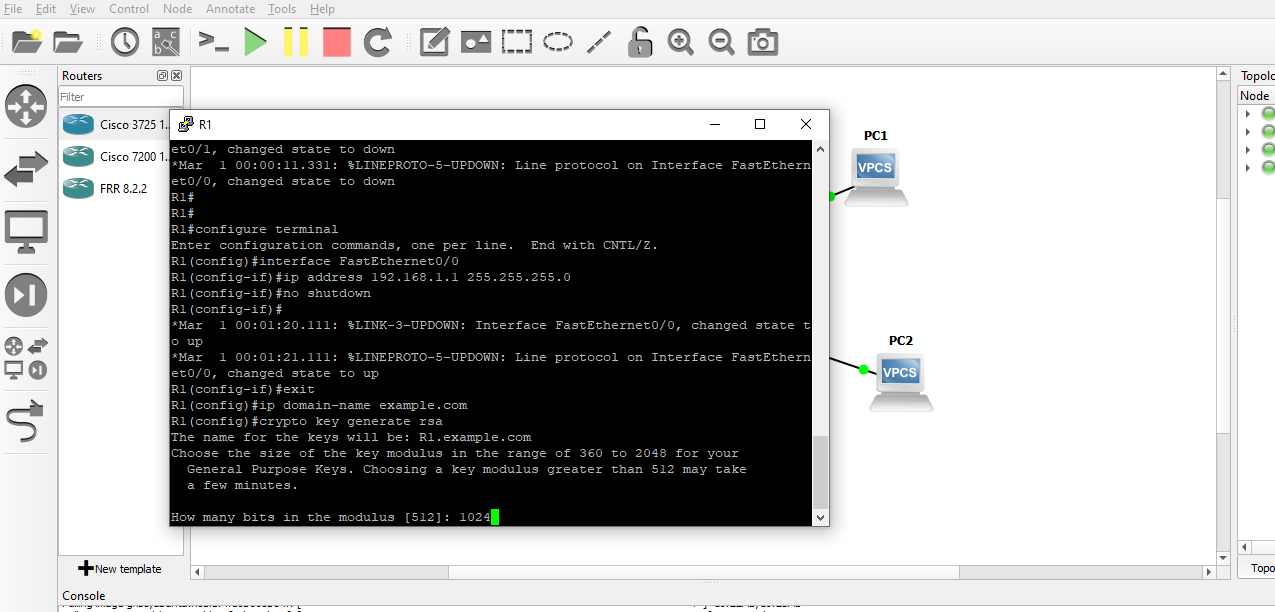 File Edit View Control Node Annotate Tools Help
Routers
Filter
Cisco 3725 1...
Cisco 7200 1...
FRR 8.2.2
New template
R1
et0/1, changed state to down
*Mar  1 00:00:11.331: %LINEPROTO-5-UPDOWN: Line protocol on Interface FastEthern
et0/0, changed state to down
R1#
R1#
R1#configure terminal
Enter configuration commands, one per line.  End with CNTL/Z.
R1(config)#interface FastEthernet0/0
R1(config-if)#ip address 192.168.1.1 255.255.255.0
R1(config-if)#no shutdown
R1(config-if)#
*Mar  1 00:01:20.111: %LINK-3-UPDOWN: Interface FastEthernet0/0, changed state t
o up
*Mar  1 00:01:21.111: %LINEPROTO-5-UPDOWN: Line protocol on Interface FastEthern
et0/0, changed state to up
R1(config-if)#exit
R1(config)#ip domain-name example.com
R1(config)#crypto key generate rsa
The name for the keys will be: R1.example.com
Choose the size of the key modulus in the range of 360 to 2048 for your
  General Purpose Keys. Choosing a key modulus greater than 512 may take
  a few minutes.
How many bits in the modulus [512]: 1024
PC1
VPCS
PC2
VPCS
Topolo
Node
Topo
Console